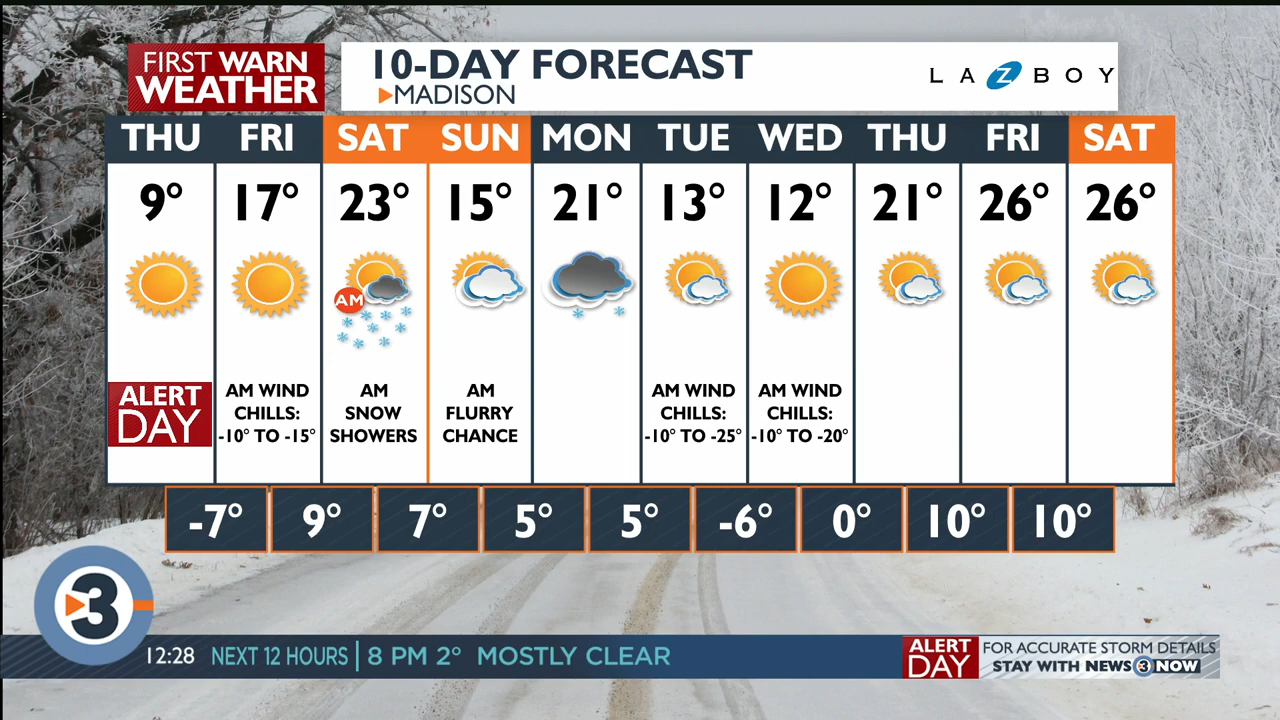 FIRST WARN
WEATHER
10-DAY FORECAST
MADISON
LA Z BOY
THU FRI SAT SUN MON TUE WED THU FRI SAT
9° 17° 23° 15° 21° 13° 12° 21° 26° 26°
AM
ALERT
DAY
AM WIND
CHILLS:
-10° TO -15°
AM
SNOW
SHOWERS
AM
FLURRY
CHANCE
AM WIND
CHILLS:
-10° TO -25°
AM WIND
CHILLS:
-10° TO -20°
-7° 9° 7° 5° 5° -6° 0° 10° 10°
3
12:28 NEXT 12 HOURS 8 PM 2° MOSTLY CLEAR
ALERT
DAY
FOR ACCURATE STORM DETAILS
STAY WITH NEWS 3 NOW